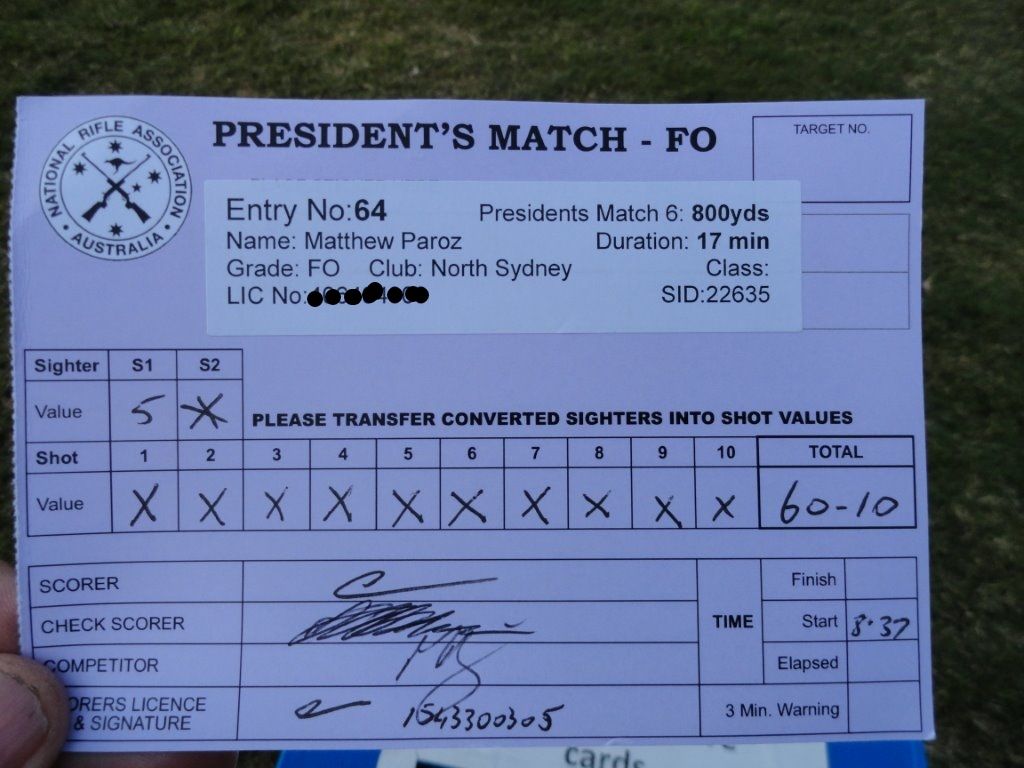 NATIONAL RIFLE ASSOCIATION
• AUSTRALIA •
PRESIDENT'S MATCH - FO
TARGET NO.
Entry No:64 Presidents Match 6: 800yds
Name: Matthew Paroz Duration: 17 min
Grade: FO Club: North Sydney Class:
LIC No: SID:22635
Sighter S1 S2
Value 5 X
PLEASE TRANSFER CONVERTED SIGHTERS INTO SHOT VALUES
Shot 1 2 3 4 5 6 7 8 9 10 TOTAL
Value X X X X X X X X X X 60-10
SCORER
CHECK SCORER
COMPETITOR
ORERS LICENCE
& SIGNATURE 1543300305
TIME
Finish
Start 8.37
Elapsed
3 Min. Warning
cards